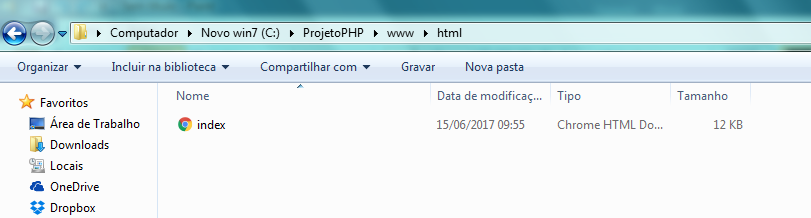 Computador Novo win7 (C:) ProjetoPHP www html
Organizar Incluir na biblioteca Compartilhar com Gravar Nova pasta
Favoritos
Área de Trabalho
Downloads
Locais
OneDrive
Dropbox
Nome Data de modificaç... Tipo Tamanho
index 15/06/2017 09:55 Chrome HTML Do... 12 KB